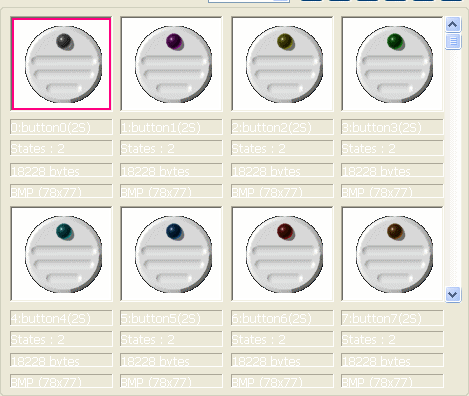 0:button0(2S) 1:button1(2S) 2:button2(2S) 3:button3(2S)
States : 2 States : 2 States : 2 States : 2
18228 bytes 18228 bytes 18228 bytes 18228 bytes
BMP (78x77) BMP (78x77) BMP (78x77) BMP (78x77)
4:button4(2S) 5:button5(2S) 6:button6(2S) 7:button7(2S)
States : 2 States : 2 States : 2 States : 2
18228 bytes 18228 bytes 18228 bytes 18228 bytes
BMP (78x77) BMP (78x77) BMP (78x77) BMP (78x77)